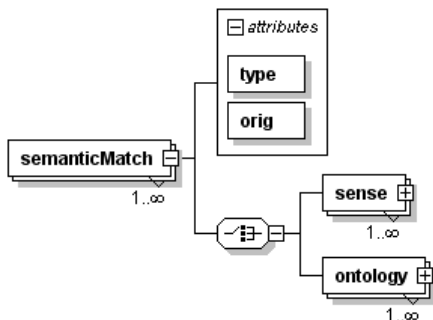 attributes
type
orig
semanticMatch
1..∞
sense
1..∞
ontology
1..∞